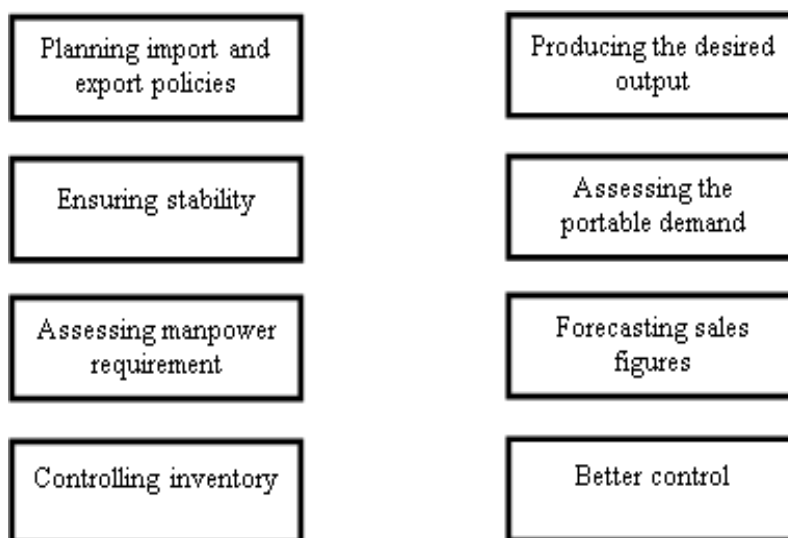 Planning import and
export policies
Producing the desired
output
Ensuring stability
Assessing the
portable demand
Assessing manpower
requirement
Forecasting sales
figures
Controlling inventory
Better control